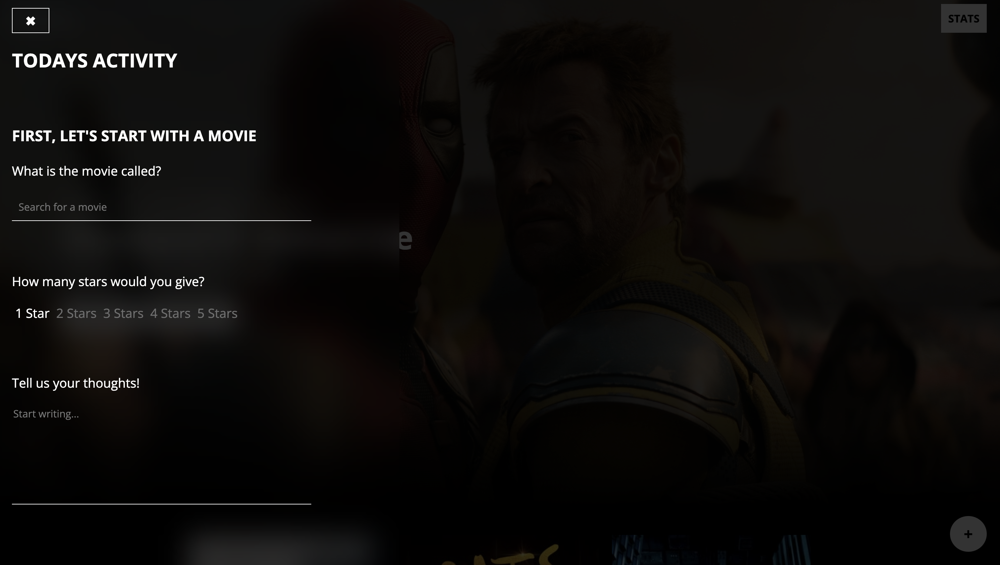 ✖
STATS
TODAYS ACTIVITY
FIRST, LET'S START WITH A MOVIE
What is the movie called?
Search for a movie
e
How many stars would you give?
1 Star 2 Stars 3 Stars 4 Stars 5 Stars
Tell us your thoughts!
Start writing...
+